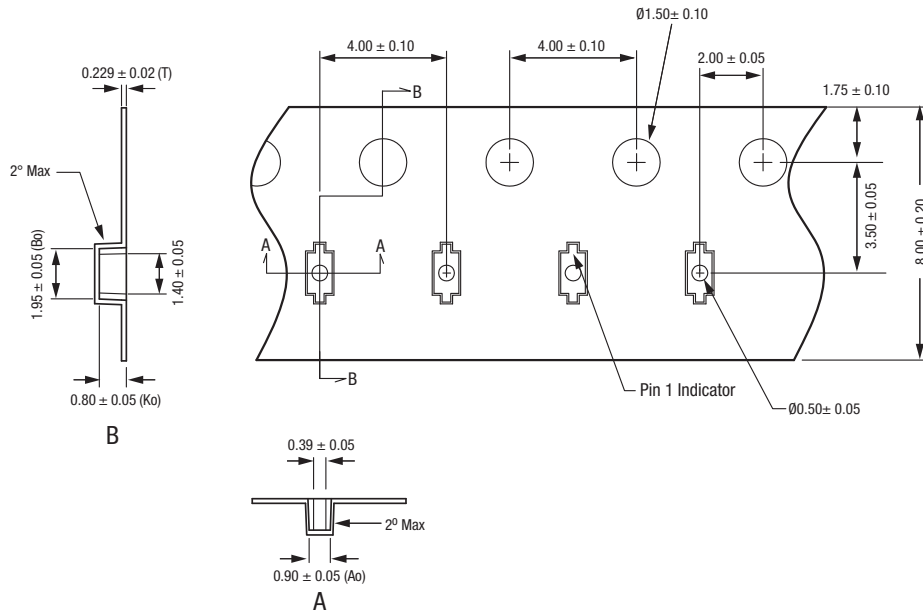 Ø1.50± 0.10
4.00 ± 0.10
4.00 ± 0.10
2.00 ± 0.05
0.229 ± 0.02 (T)
B
1.75 ± 0.10
2° Max
3.50 ± 0.05
8.00 ± 0.20
A
A
1.95 ± 0.05 (Bo)
1.40 ± 0.05
B
Pin 1 Indicator
0.80 ± 0.05 (Ko)
Ø0.50± 0.05
B
0.39 ± 0.05
2º Max
0.90 ± 0.05 (Ao)
A